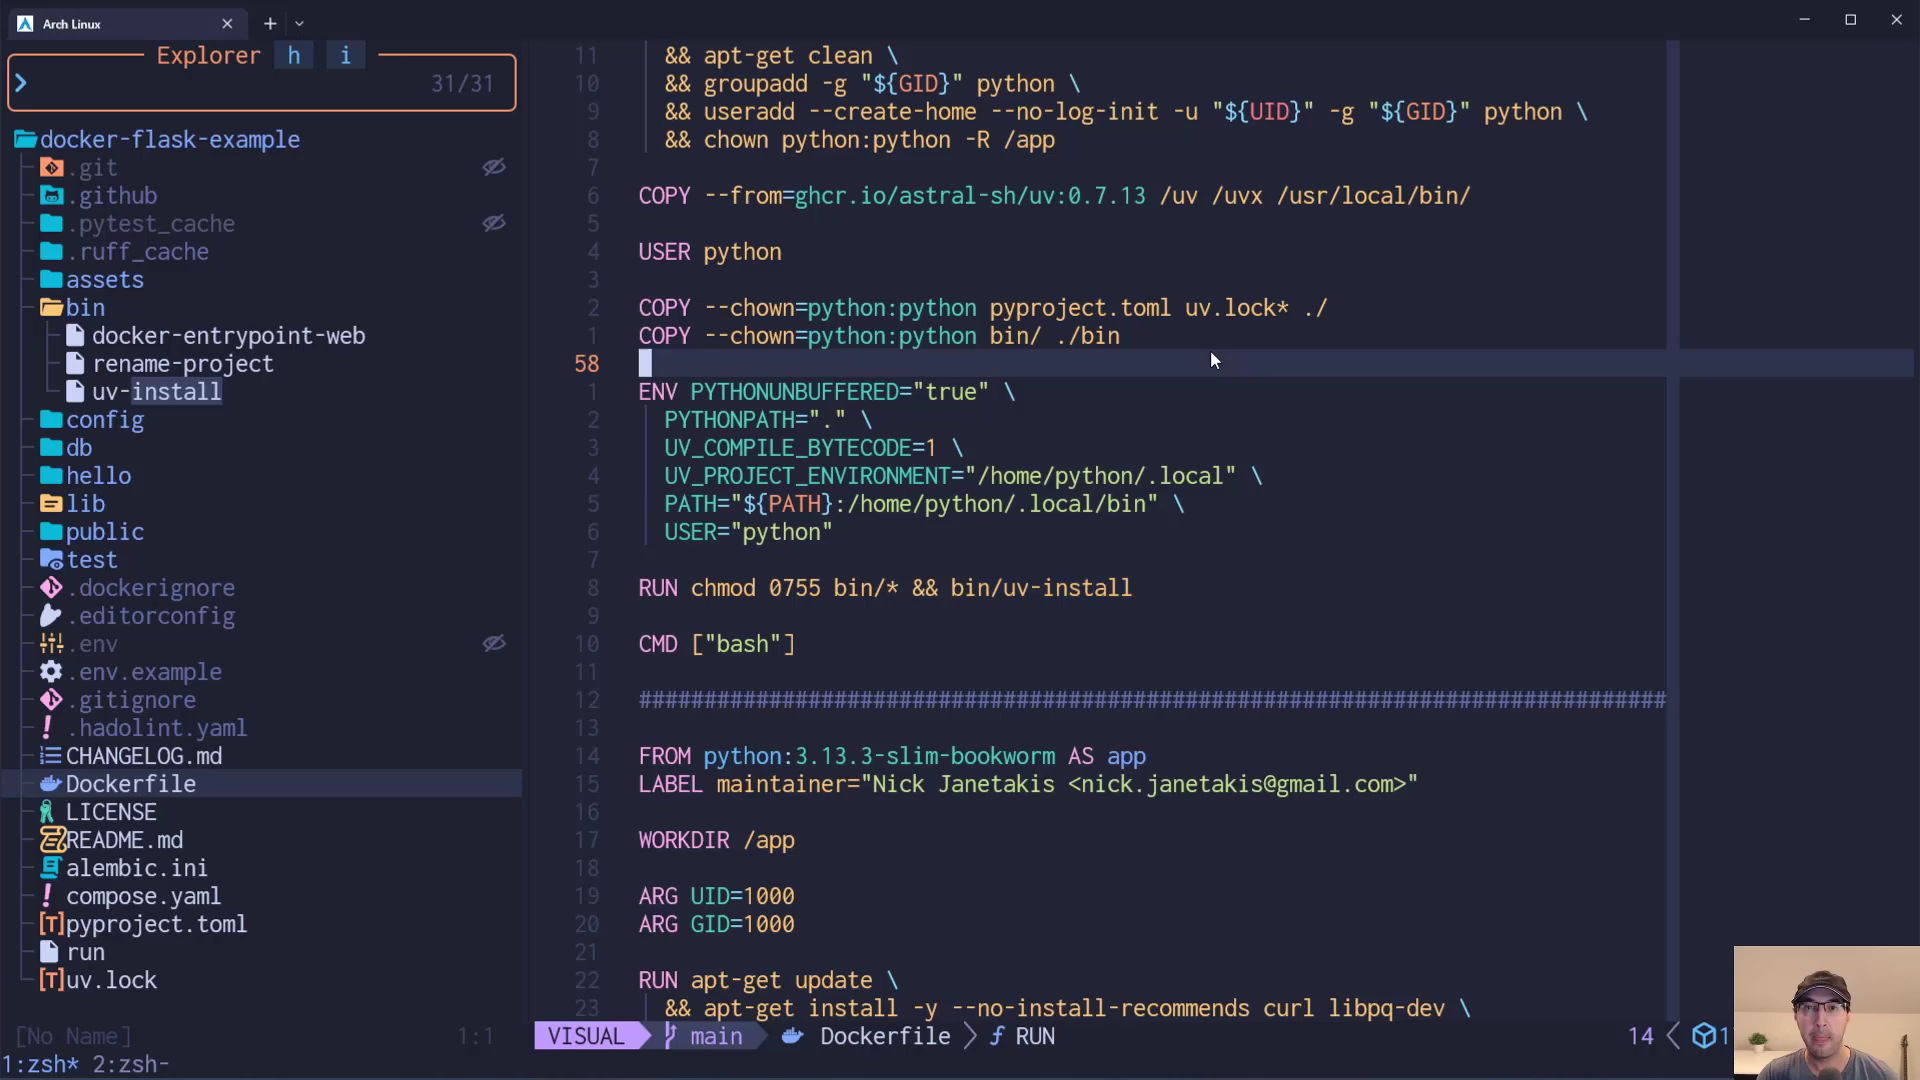 Arch Linux
Explorer h i
31/31
docker-flask-example
.git
.github
.pytest_cache
.ruff_cache
assets
bin
docker-entrypoint-web
rename-project
uv-install
config
db
hello
lib
public
test
.dockerignore
.editorconfig
.env
.env.example
.gitignore
.hadolint.yaml
CHANGELOG.md
Dockerfile
LICENSE
README.md
alembic.ini
compose.yaml
[T]pyproject.toml
run
[T]uv.lock
[No Name] 1:1
11 && apt-get clean \
10 && groupadd -g "${GID}" python \
9 && useradd --create-home --no-log-init -u "${UID}" -g "${GID}" python \
8 && chown python:python -R /app
7
6 COPY --from=ghcr.io/astral-sh/uv:0.7.13 /uv /uvx /usr/local/bin/
5
4 USER python
3
2 COPY --chown=python:python pyproject.toml uv.lock* ./
1 COPY --chown=python:python bin/ ./bin
58
1 ENV PYTHONUNBUFFERED="true" \
2 PYTHONPATH="." \
3 UV_COMPILE_BYTECODE=1 \
4 UV_PROJECT_ENVIRONMENT="/home/python/.local" \
5 PATH="${PATH}:/home/python/.local/bin" \
6 USER="python"
7
8 RUN chmod 0755 bin/* && bin/uv-install
9
10 CMD ["bash"]
11
12 ###############################################################################
13
14 FROM python:3.13.3-slim-bookworm AS app
15 LABEL maintainer="Nick Janetakis <nick.janetakis@gmail.com>"
16
17 WORKDIR /app
18
19 ARG UID=1000
20 ARG GID=1000
21
22 RUN apt-get update \
23 && apt-get install -y --no-install-recommends curl libpq-dev \
VISUAL main Dockerfile RUN 14
1:zsh* 2:zsh-